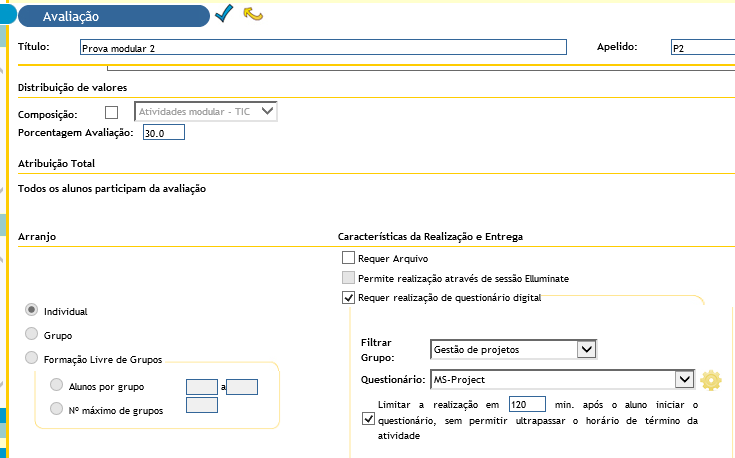 Avaliação
Título: Prova modular 2 Apelido: P2
Distribuição de valores
Composição: Atividades modular - TIC
Porcentagem Avaliação: 30.0
Atribuição Total
Todos os alunos participam da avaliação
Arranjo
Individual
Grupo
Formação Livre de Grupos
Alunos por grupo a
Nº máximo de grupos
Características da Realização e Entrega
Requer Arquivo
Permite realização através de sessão Elluminate
Requer realização de questionário digital
Filtrar
Grupo: Gestão de projetos
Questionário: MS-Project
Limitar a realização em 120 min. após o aluno iniciar o
questionário, sem permitir ultrapassar o horário de término da
atividade